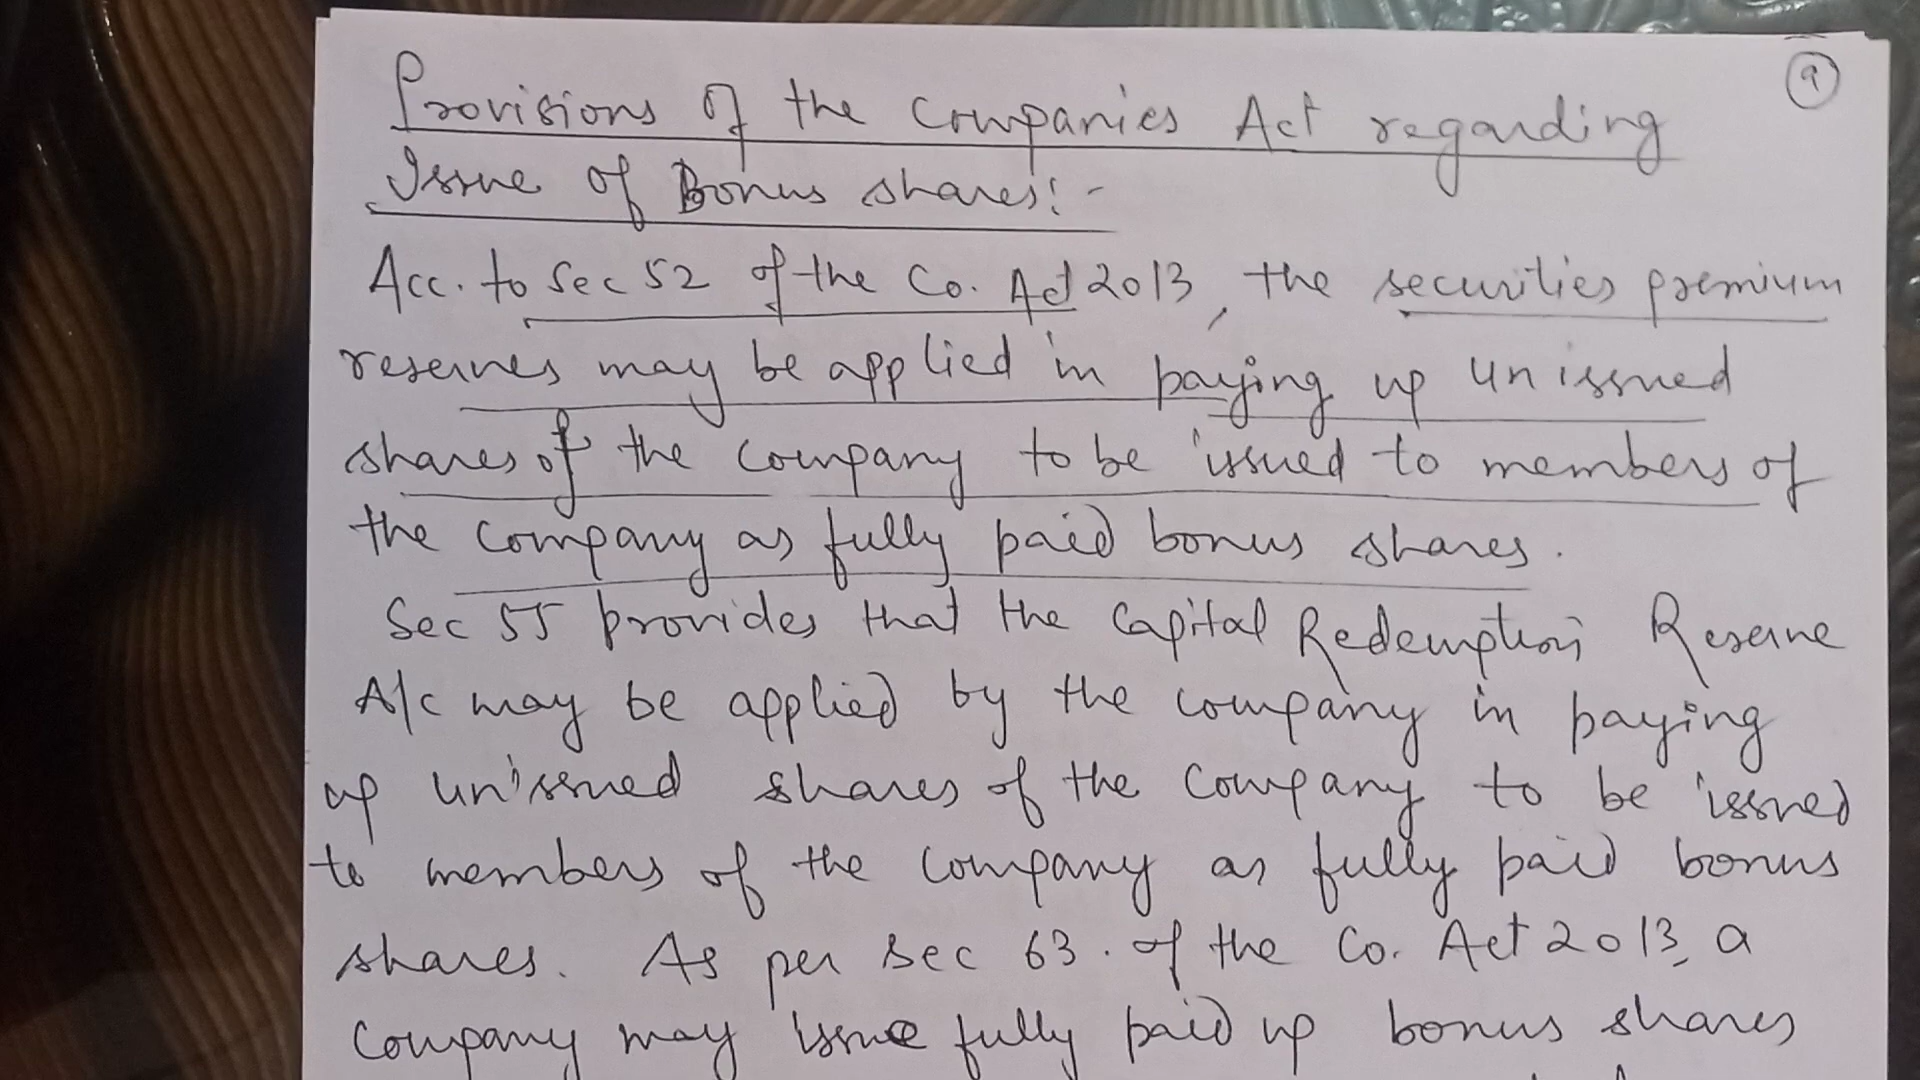 9
Provisions of the Companies Act regarding
Issue of Bonus shares:-
Acc. to Sec 52 of the Co. Act 2013, the securities premium
reserves may be applied in paying up unissued
shares of the company to be issued to members of
the company as fully paid bonus shares.
Sec 55 provides that the Capital Redemption Reserve
A/c may be applied by the company in paying
up unissued shares of the company to be issued
to members of the company as fully paid bonus
shares. As per sec 63. of the Co. Act 2013, a
company may issue fully paid up bonus shares